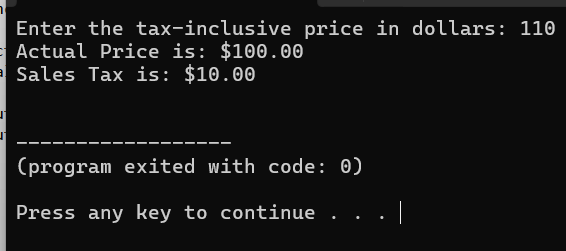 Enter the tax-inclusive price in dollars: 110
Actual Price is: $100.00
Sales Tax is: $10.00
------------------
(program exited with code: 0)
Press any key to continue . . .